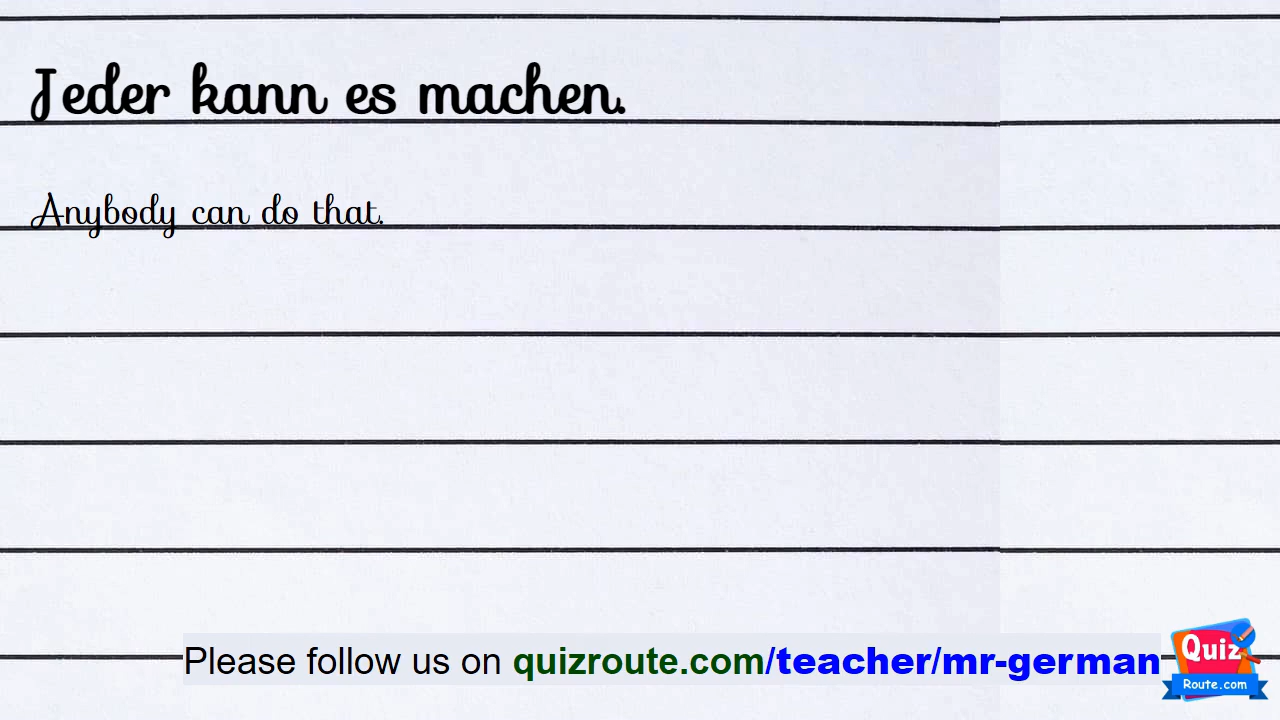 Jeder kann es machen.
Anybody can do that.
Please follow us on quizroute.com/teacher/mr-german
Quiz
Route.com